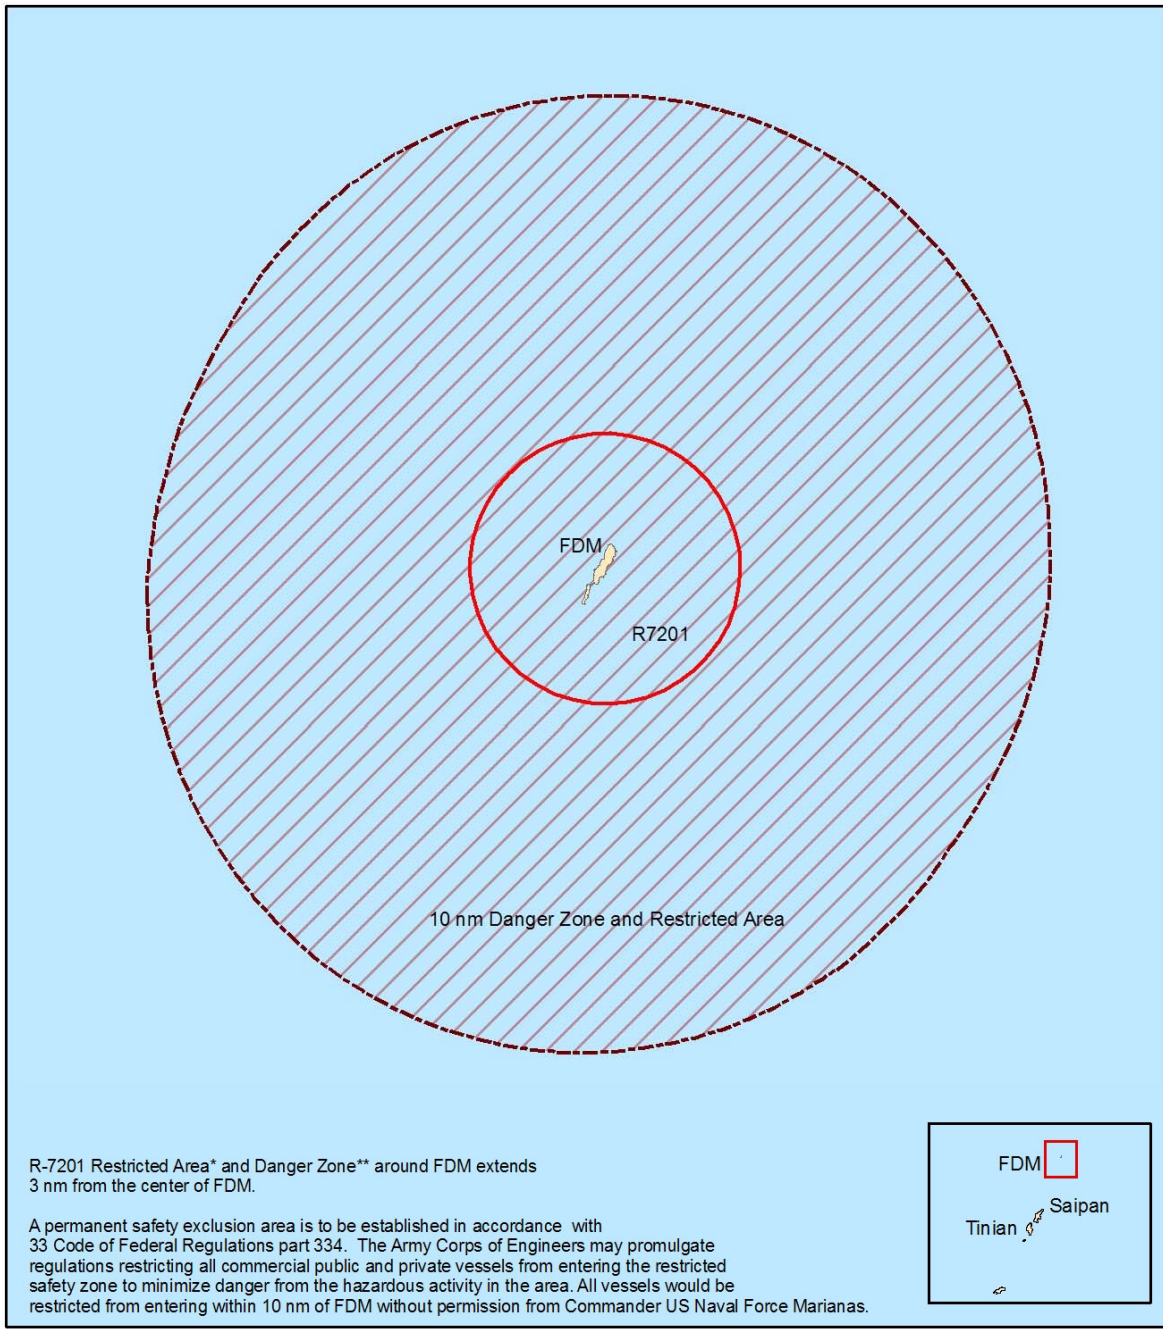 FDM
R7201
10 nm Danger Zone and Restricted Area
R-7201 Restricted Area* and Danger Zone** around FDM extends
3 nm from the center of FDM.
A permanent safety exclusion area is to be established in accordance with
33 Code of Federal Regulations part 334. The Army Corps of Engineers may promulgate
regulations restricting all commercial public and private vessels from entering the restricted
safety zone to minimize danger from the hazardous activity in the area. All vessels would be
restricted from entering within 10 nm of FDM without permission from Commander US Naval Force Marianas.
FDM
Saipan
Tinian